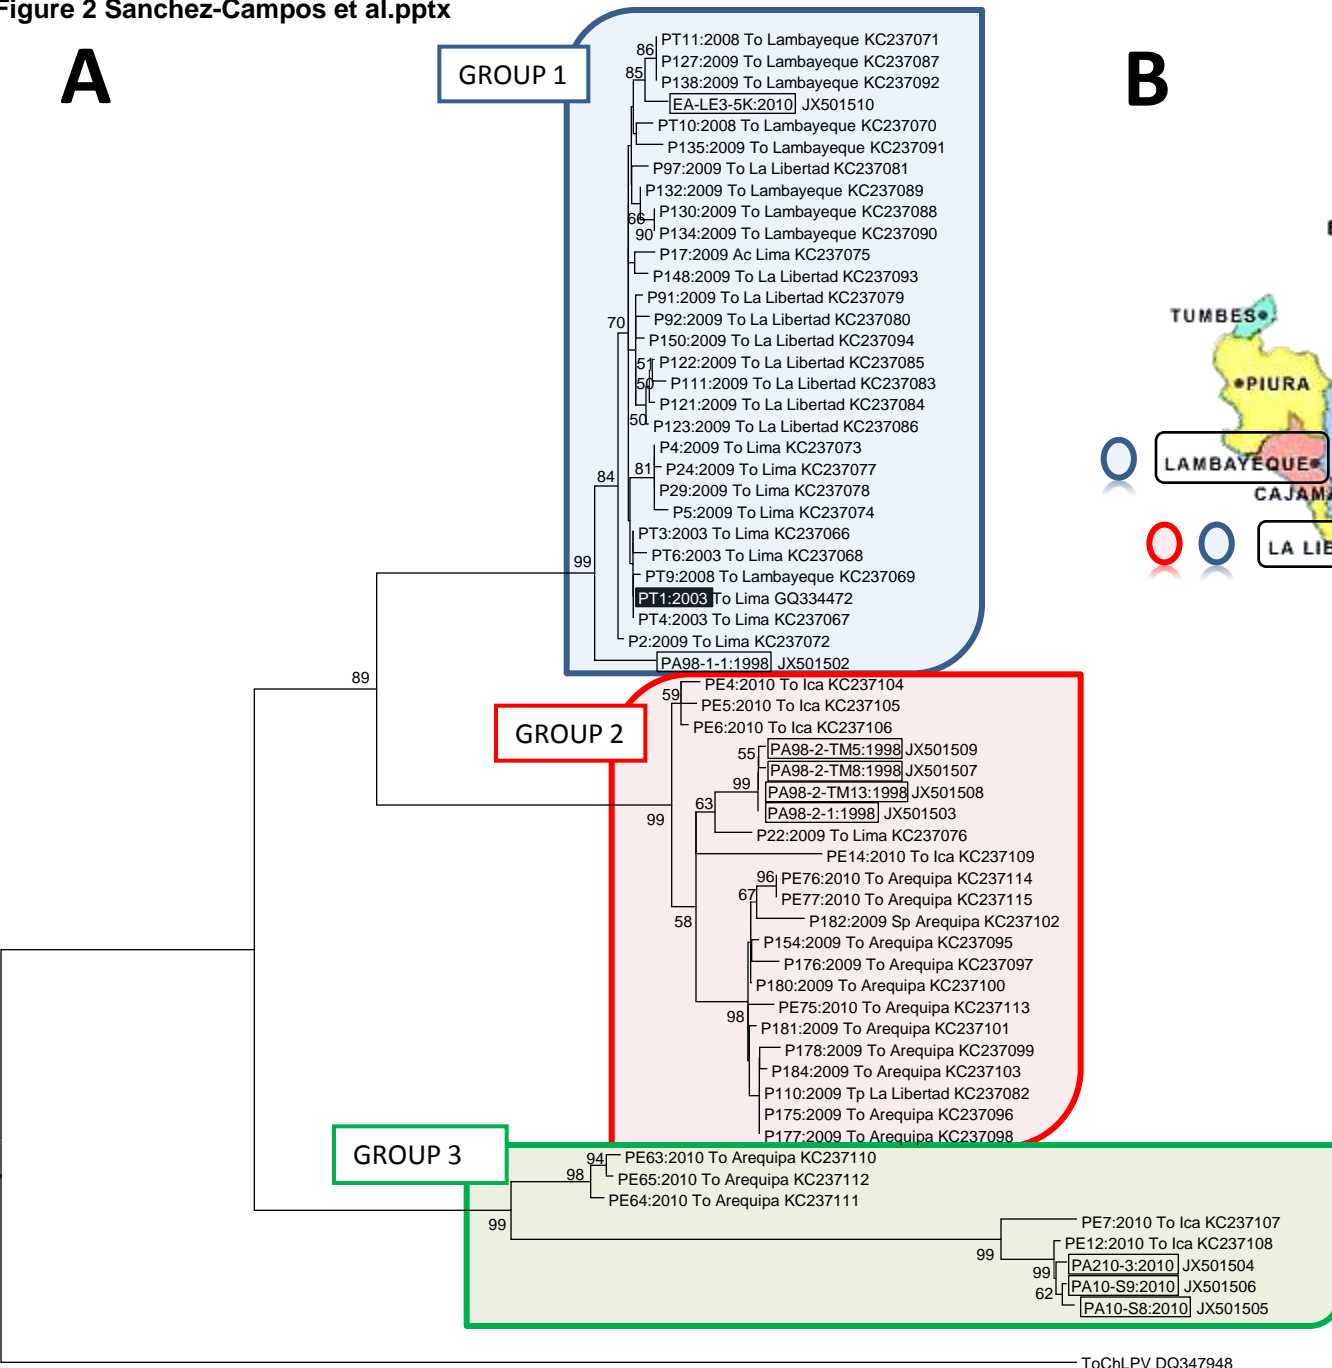 Figure 2 Sanchez-Campos et al.pptx
A
B
GROUP 1
86
PT11:2008 To Lambayeque KC237071
P127:2009 To Lambayeque KC237087
85
P138:2009 To Lambayeque KC237092
EA-LE3-5K:2010 JX501510
PT10:2008 To Lambayeque KC237070
P135:2009 To Lambayeque KC237091
P97:2009 To La Libertad KC237081
P132:2009 To Lambayeque KC237089
66
P130:2009 To Lambayeque KC237088
90
P134:2009 To Lambayeque KC237090
P17:2009 Ac Lima KC237075
P148:2009 To La Libertad KC237093
P91:2009 To La Libertad KC237079
70
P92:2009 To La Libertad KC237080
P150:2009 To La Libertad KC237094
51
P122:2009 To La Libertad KC237085
50
P111:2009 To La Libertad KC237083
P121:2009 To La Libertad KC237084
50
P123:2009 To La Libertad KC237086
P4:2009 To Lima KC237073
81
P24:2009 To Lima KC237077
84
P29:2009 To Lima KC237078
P5:2009 To Lima KC237074
PT3:2003 To Lima KC237066
99
PT6:2003 To Lima KC237068
PT9:2008 To Lambayeque KC237069
PT1:2003 To Lima GQ334472
PT4:2003 To Lima KC237067
P2:2009 To Lima KC237072
PA98-1-1:1998 JX501502
89
GROUP 2
59
PE4:2010 To Ica KC237104
PE5:2010 To Ica KC237105
PE6:2010 To Ica KC237106
55
PA98-2-TM5:1998 JX501509
PA98-2-TM8:1998 JX501507
99
PA98-2-TM13:1998 JX501508
63
PA98-2-1:1998 JX501503
99
P22:2009 To Lima KC237076
PE14:2010 To Ica KC237109
96
PE76:2010 To Arequipa KC237114
67
PE77:2010 To Arequipa KC237115
58
P182:2009 Sp Arequipa KC237102
P154:2009 To Arequipa KC237095
P176:2009 To Arequipa KC237097
P180:2009 To Arequipa KC237100
PE75:2010 To Arequipa KC237113
98
P181:2009 To Arequipa KC237101
P178:2009 To Arequipa KC237099
P184:2009 To Arequipa KC237103
P110:2009 Tp La Libertad KC237082
P175:2009 To Arequipa KC237096
P177:2009 To Arequipa KC237098
GROUP 3
94
PE63:2010 To Arequipa KC237110
98
PE65:2010 To Arequipa KC237112
PE64:2010 To Arequipa KC237111
99
PE7:2010 To Ica KC237107
99
PE12:2010 To Ica KC237108
99
PA210-3:2010 JX501504
62
PA10-S9:2010 JX501506
PA10-S8:2010 JX501505
ToChLPV DQ347948
TUMBES
PIURA
LAMBAYEQUE
CAJAM
LA LIB